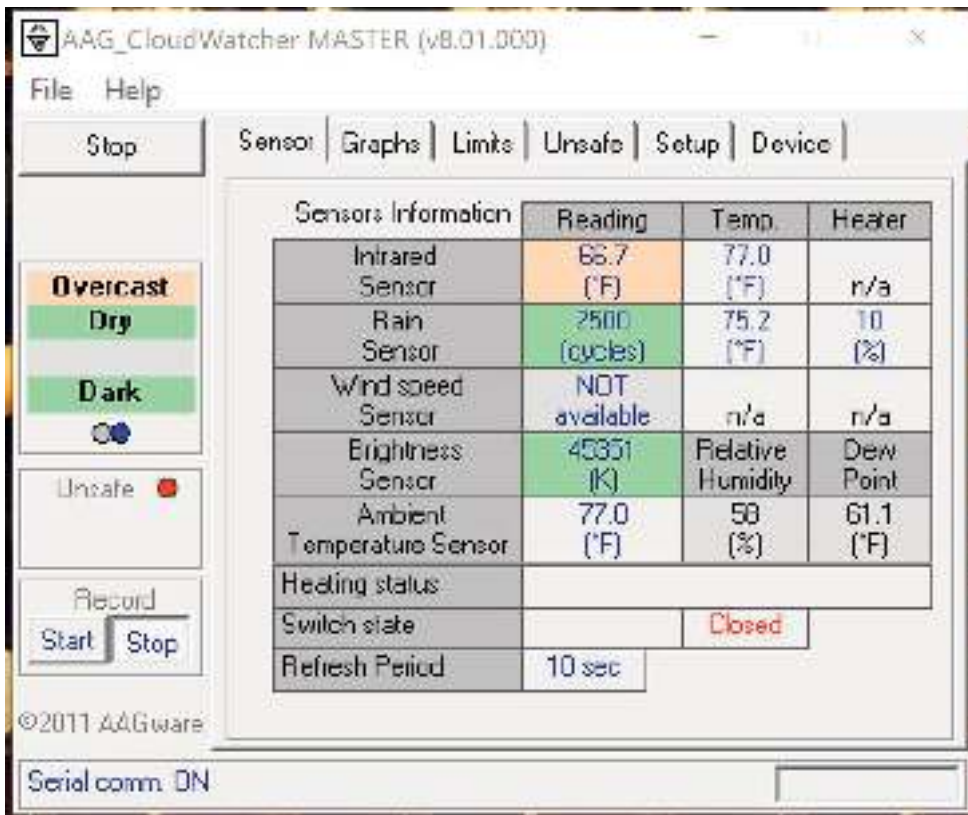 AAG_CloudWatcher MASTER (v8.01.000)
File Help
Stop
Sensor Graphs Limits Unsafe Setup Device
Sensors Information Reading Temp. Heater
Infrared Sensor 66.7 (°F) 77.0 (°F) n/a
Rain Sensor 2500 (cycles) 75.2 (°F) 10 (%)
Wind speed Sensor NOT available n/a n/a
Brightness Sensor 45351 (K) Relative Humidity Dew Point
Ambient Temperature Sensor 77.0 (°F) 58 (%) 61.1 (°F)
Heating status
Switch state Closed
Refresh Period 10 sec
Overcast
Dry
Dark
Unsafe
Record
Start Stop
©2011 AAGware
Serial comm. ON